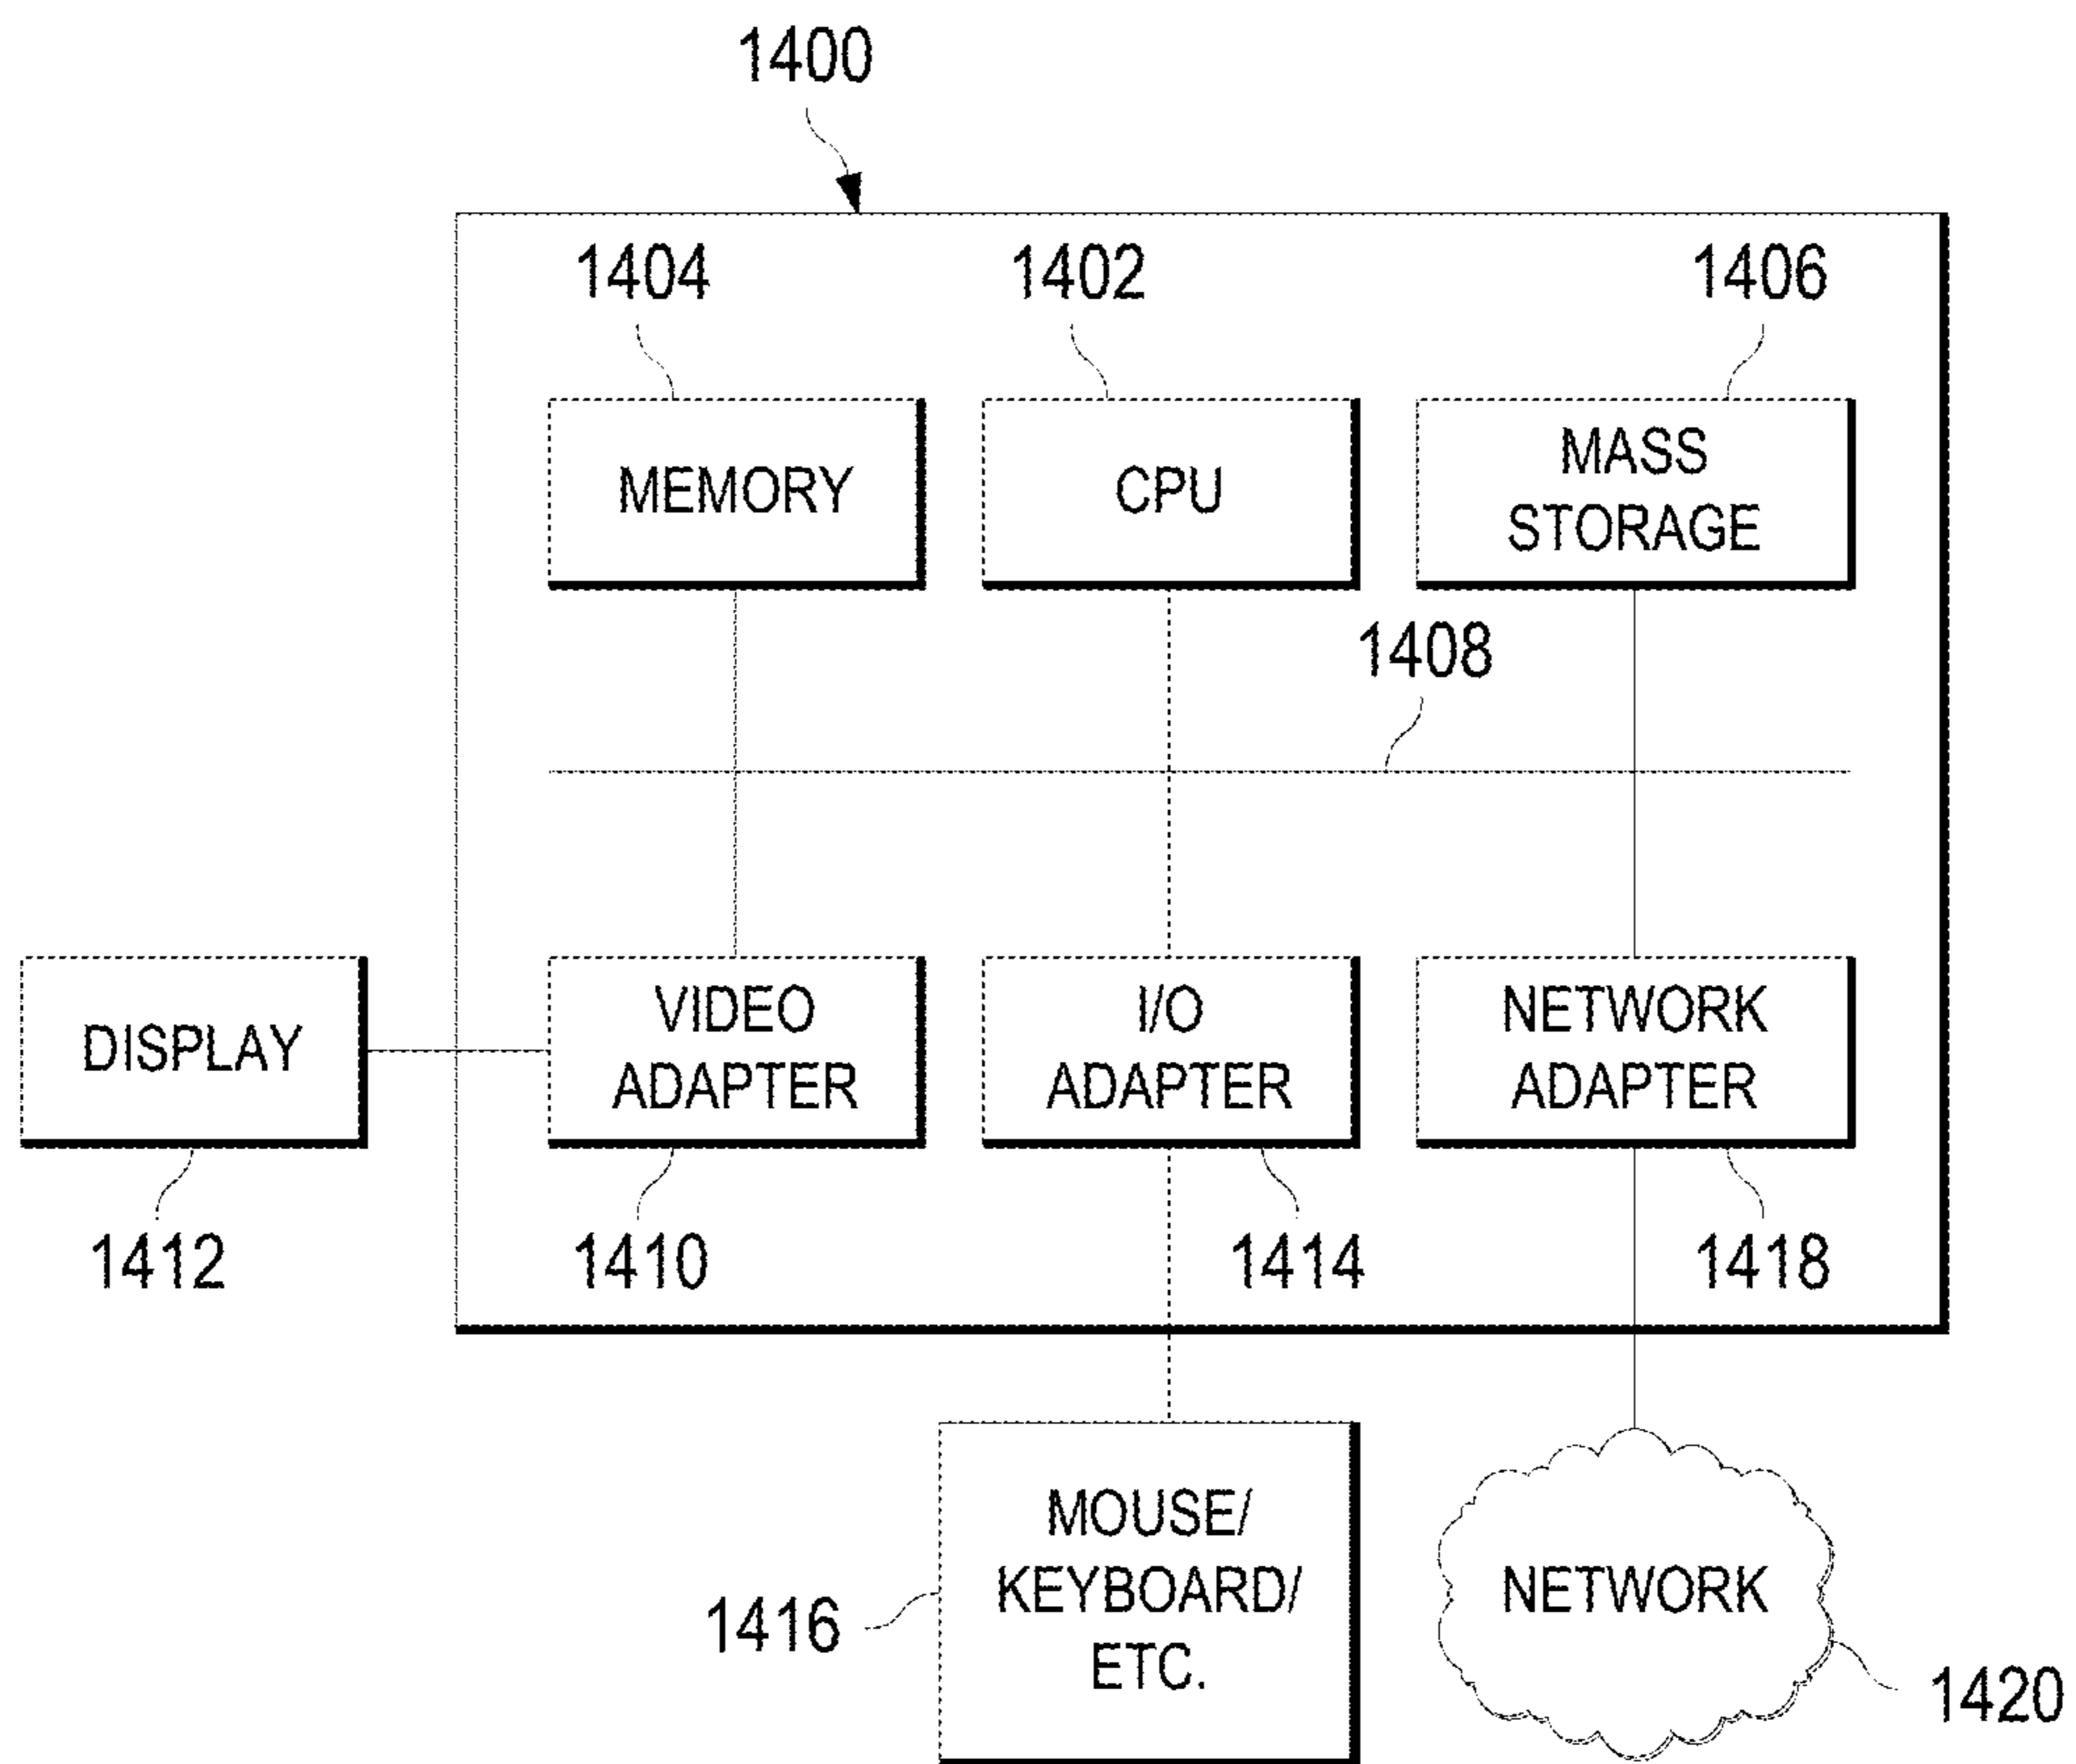 1400
1404
1402
1406
MEMORY
CPU
MASS
STORAGE
1408
DISPLAY
VIDEO
ADAPTER
I/O
ADAPTER
NETWORK
ADAPTER
1412
1410
1414
1418
MOUSE/
KEYBOARD/
ETC.
1416
NETWORK
1420